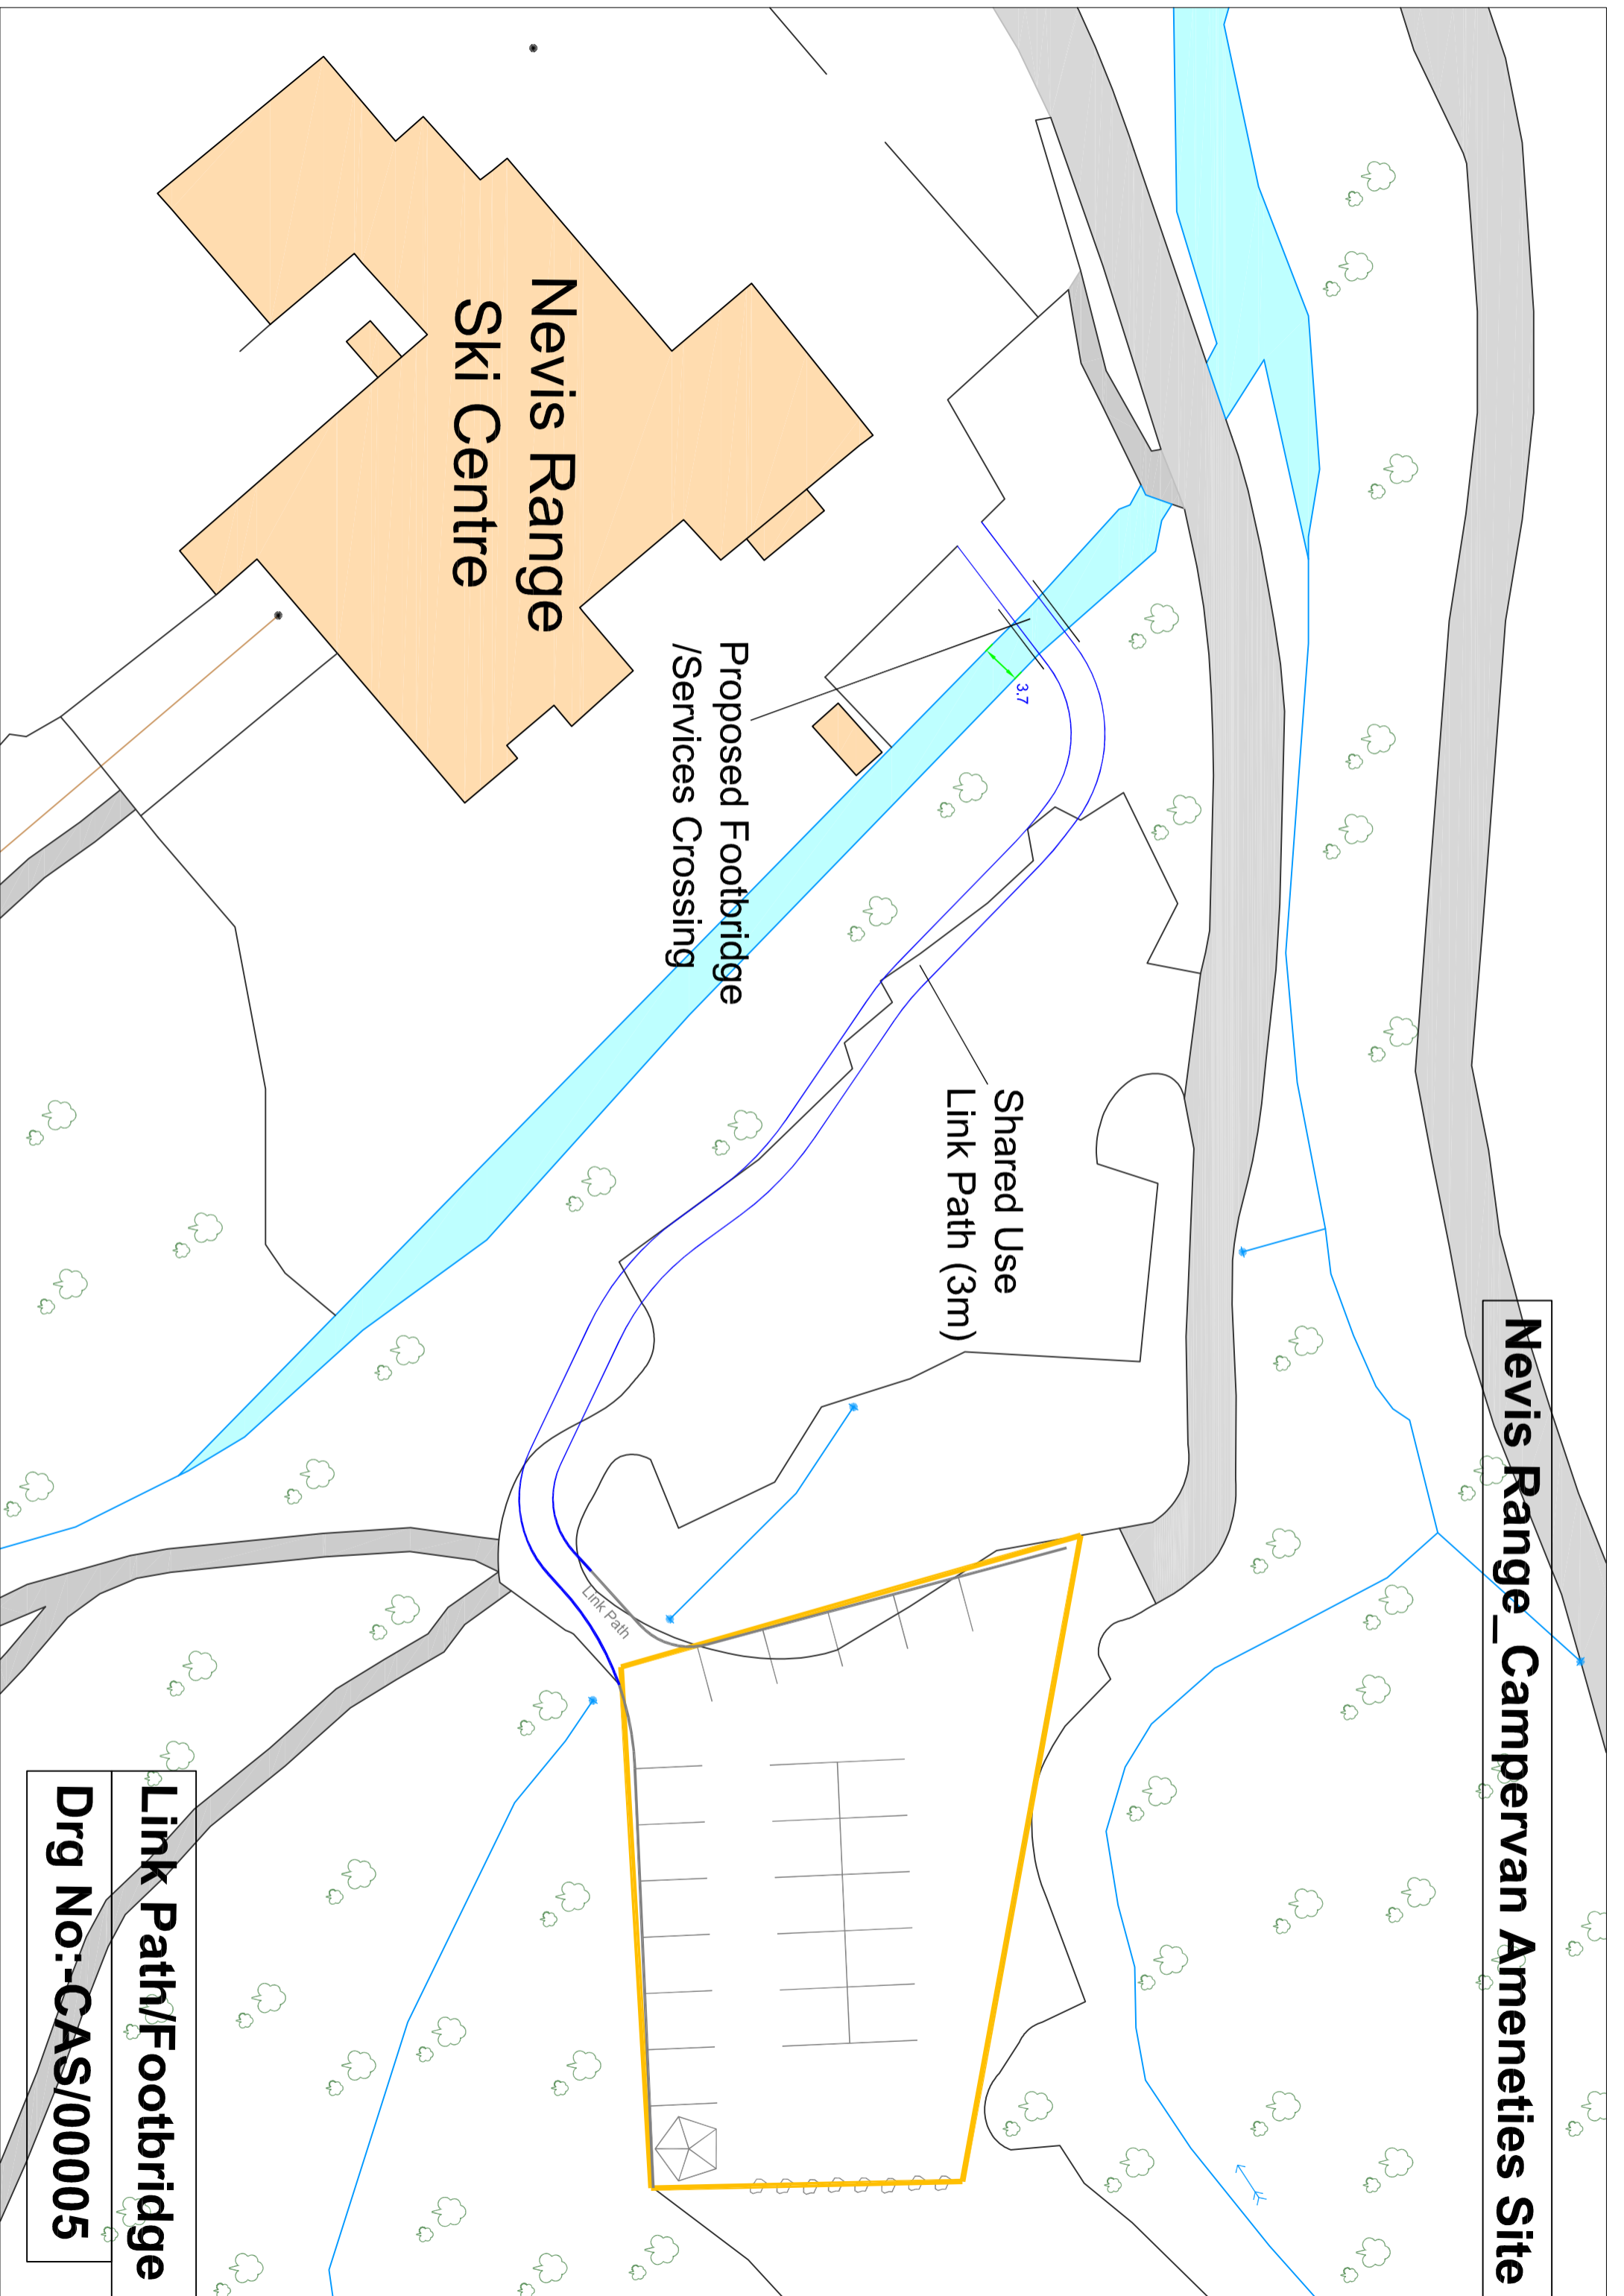 Nevis Range_Campervan Ameneties Site
Nevis Range
Ski Centre
3.7
Proposed Footbridge
/Services Crossing
Shared Use
Link Path (3m)
Link Path
Link Path/Footbridge
Drg No:-CAS/00005